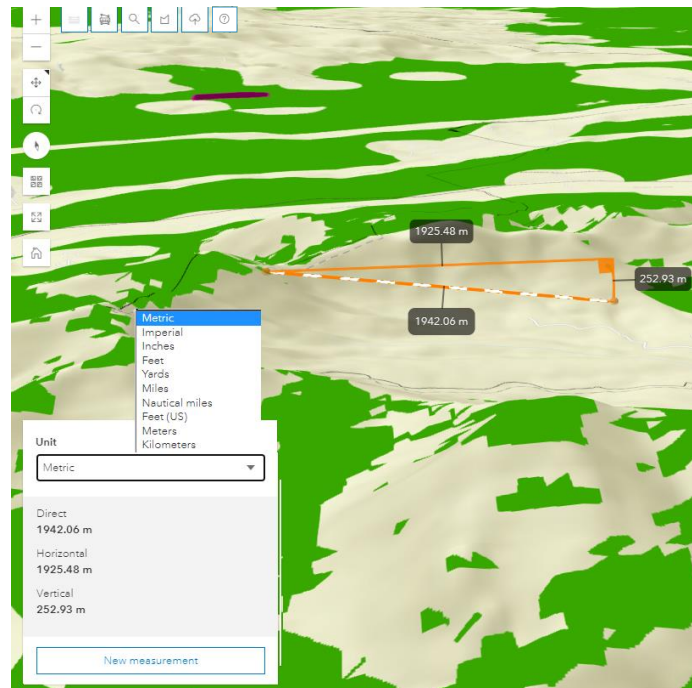 1925.48 m
252.93 m
1942.06 m
Metric
Imperial
Inches
Feet
Yards
Miles
Nautical miles
Feet (US)
Meters
Kilometers
Unit
Metric
Direct
1942.06 m
Horizontal
1925.48 m
Vertical
252.93 m
New measurement